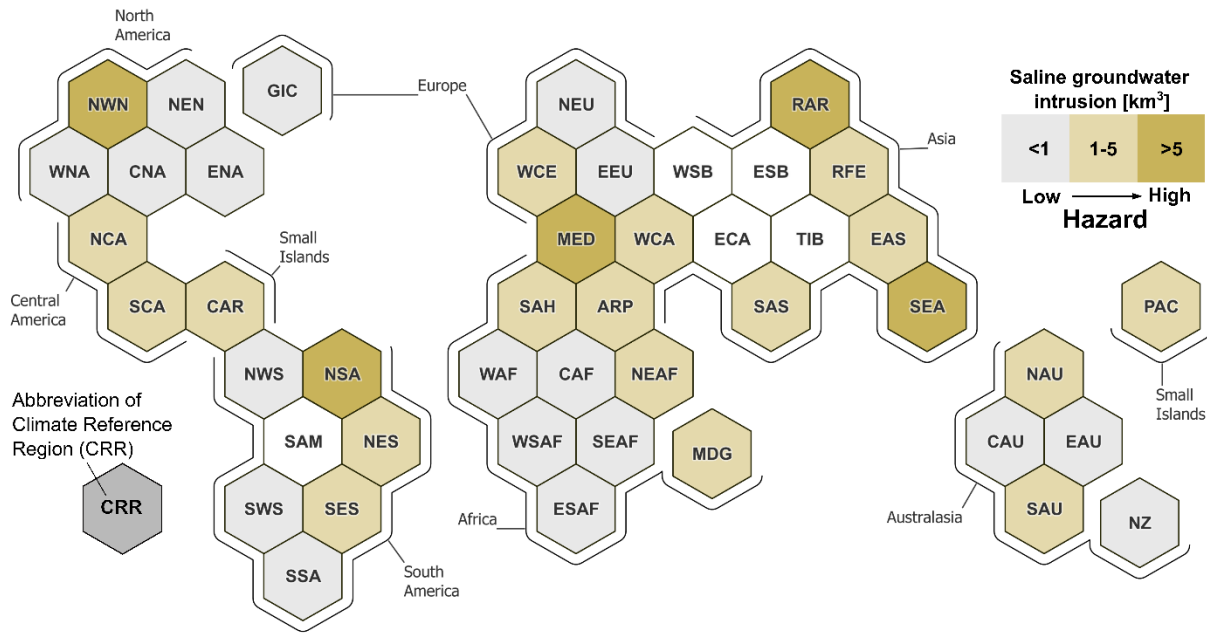 North
America
NWN
NEN
GIC
WNA
CNA
ENA
NCA
SCA
CAR
Small
Islands
Central
America
Europe
NEU
RAR
WCE
EEU
WSB
ESB
RFE
Asia
MED
WCA
ECA
TIB
EAS
SAH
ARP
SAS
SEA
NWS
NSA
WAF
CAF
NEAF
SAM
NES
WSAF
SEAF
MDG
SWS
SES
ESAF
SSA
South
America
Africa
Saline groundwater
intrusion [km³]
<1
1-5
>5
Low
High
Hazard
PAC
Small
Islands
NAU
CAU
EAU
SAU
NZ
Australasia
Abbreviation of
Climate Reference
Region (CRR)
CRR